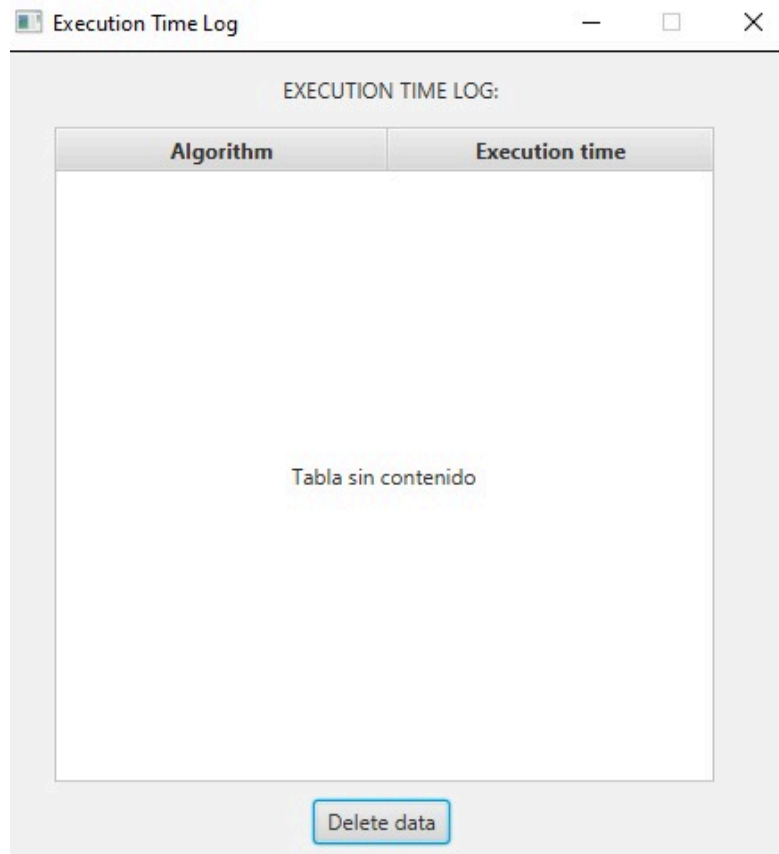 Execution Time Log
EXECUTION TIME LOG:
Algorithm Execution time
Tabla sin contenido
Delete data